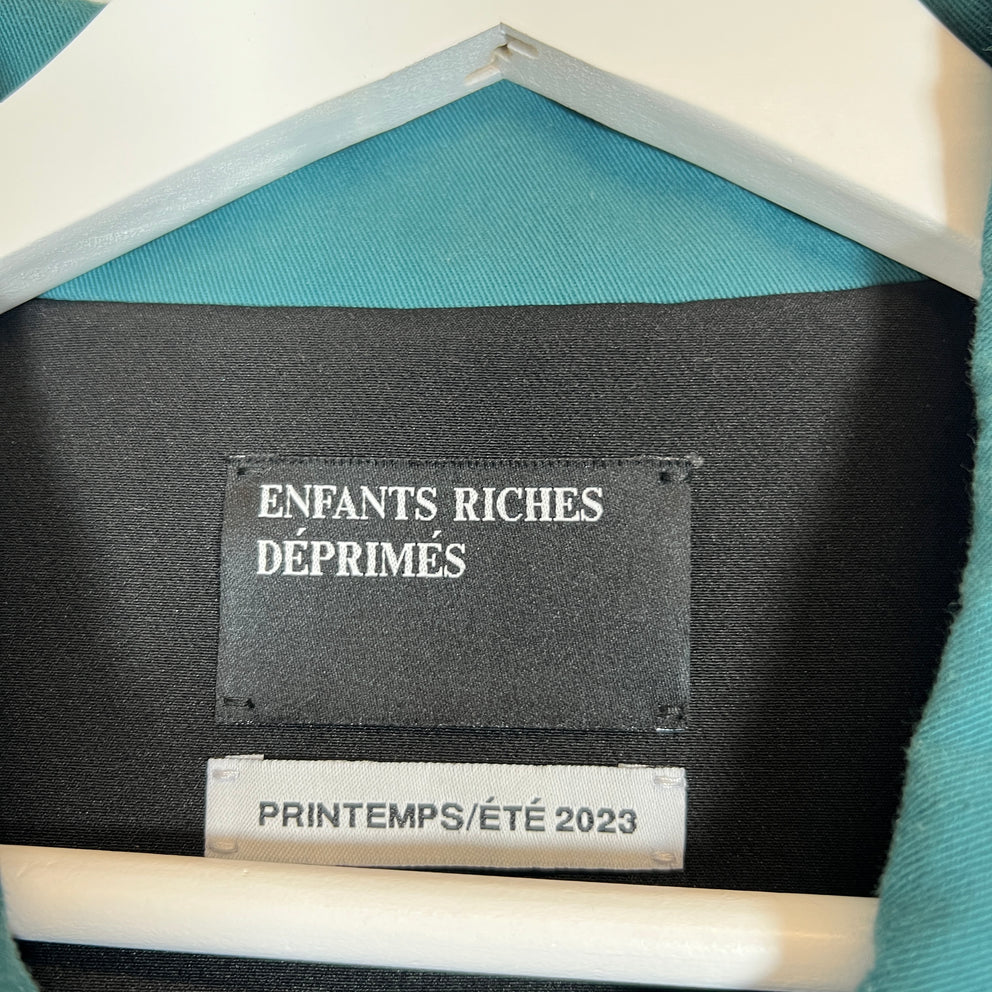 ENFANTS RICHES
DÉPRIMÉS
PRINTEMPS/ÉTÉ 2023